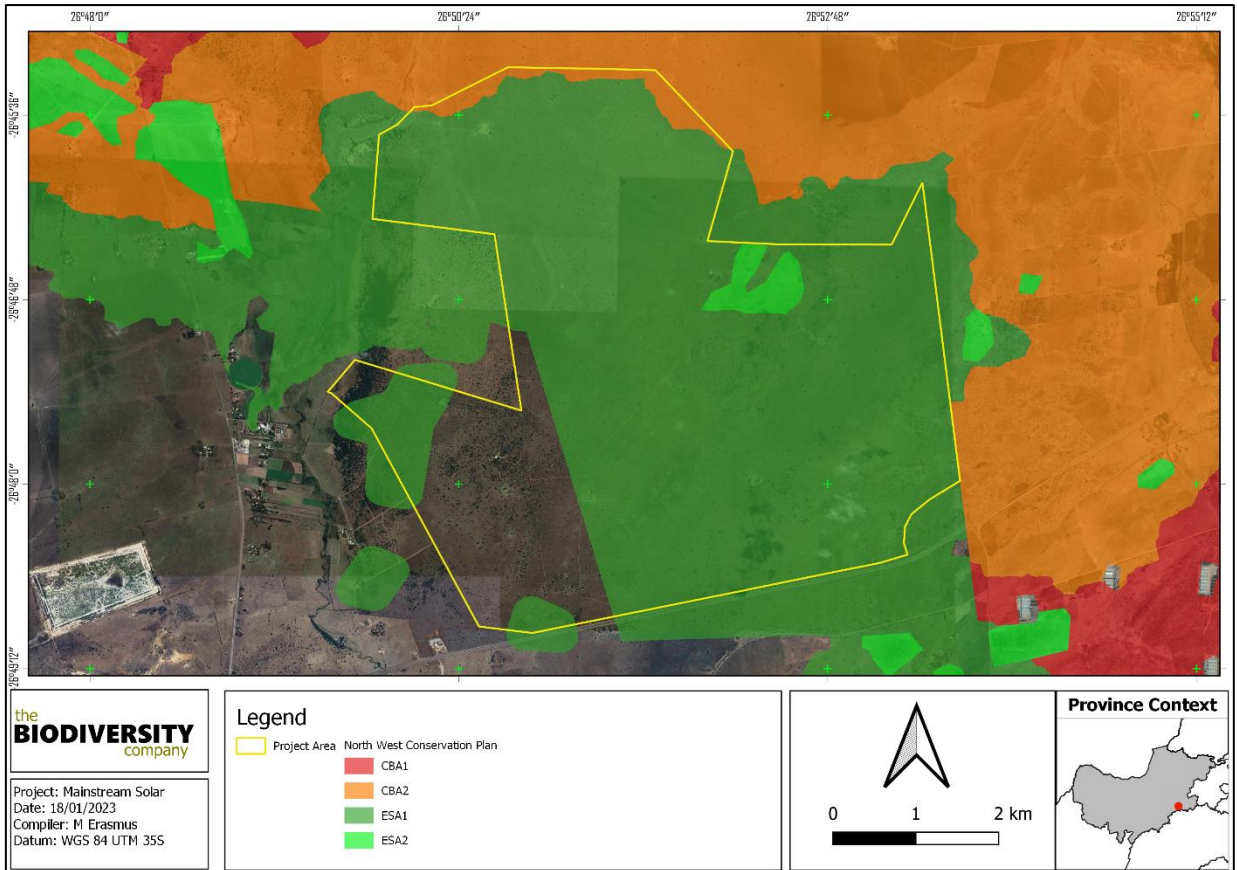 26°48'0" 26°50'24" 26°52'48" 26°55'12"
-26°45'36"
-26°46'48"
-26°48'0"
-26°49'12"
the
BIODIVERSITY
company
Project: Mainstream Solar
Date: 18/01/2023
Compiler: M Erasmus
Datum: WGS 84 UTM 35S
Legend
Project Area North West Conservation Plan
CBA1
CBA2
ESA1
ESA2
0 1 2 km
Province Context